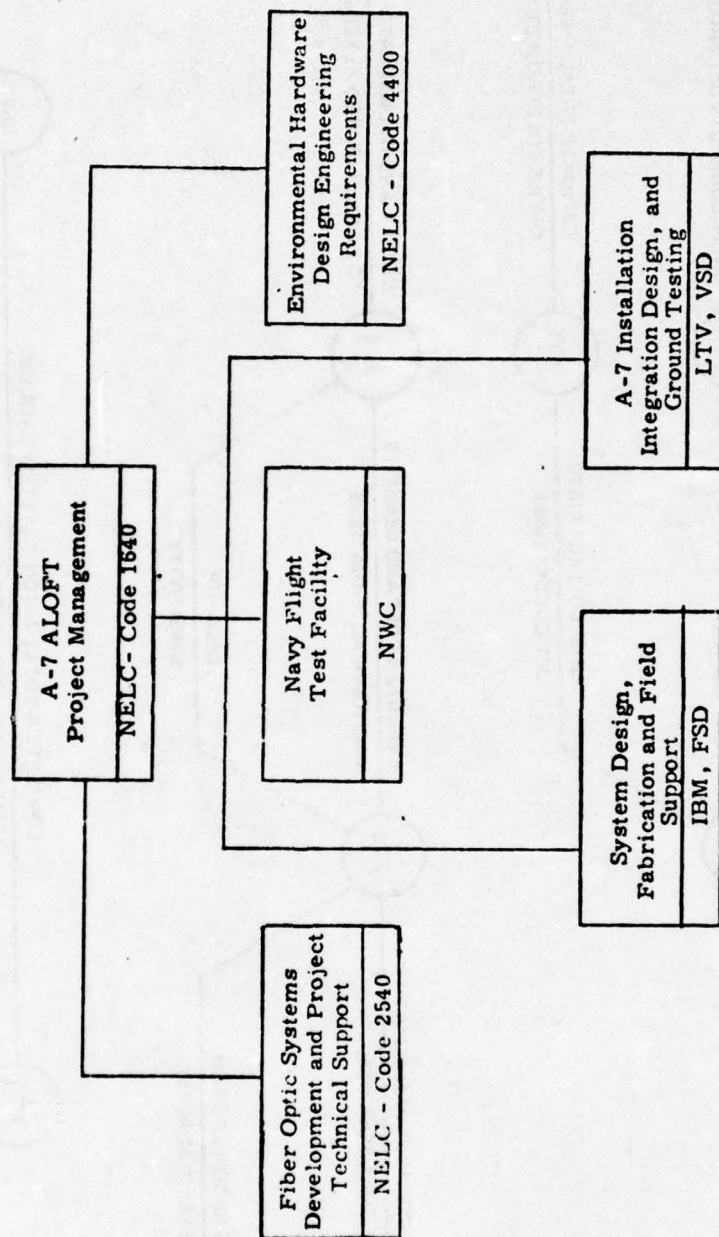 A-7 ALOFT
Project Management
NELC - Code 1640
Fiber Optic Systems
Development and Project
Technical Support
NELC - Code 2540
Navy Flight
Test Facility
NWC
Environmental Hardware
Design Engineering
Requirements
NELC - Code 4400
System Design,
Fabrication and Field
Support
IBM, FSD
A-7 Installation
Integration Design, and
Ground Testing
LTV, VSD